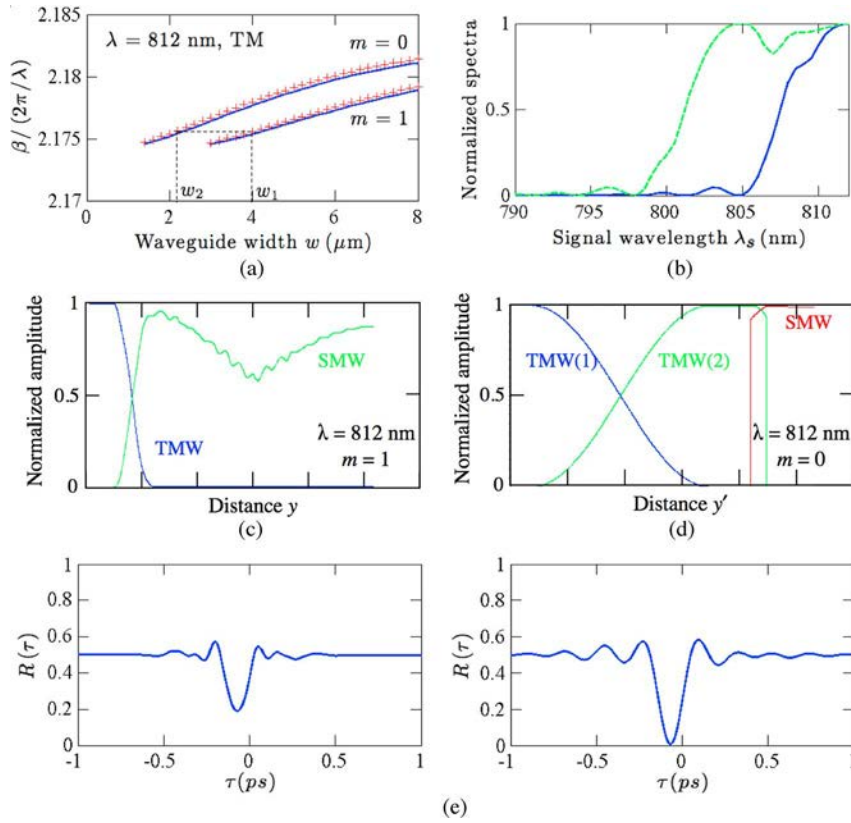 2.185
λ = 812 nm, TM
m = 0
2.18
m = 1
2.175
w₂
w₁
2.17
0 2 4 6 8
β/(2π/λ)
Waveguide width w (μm)
(a)
1
0.5
0
790 795 800 805 810
Normalized spectra
Signal wavelength λₛ (nm)
(b)
1
SMW
0.5
TMW
λ = 812 nm
m = 1
0
Normalized amplitude
Distance y
(c)
1
SMW
TMW(1)
TMW(2)
0.5
λ = 812 nm
m = 0
0
Normalized amplitude
Distance y′
(d)
1
0.8
0.6
0.4
0.2
0
-1 -0.5 0 0.5 1
R(τ)
τ(ps)
1
0.8
0.6
0.4
0.2
0
-1 -0.5 0 0.5 1
R(τ)
τ(ps)
(e)